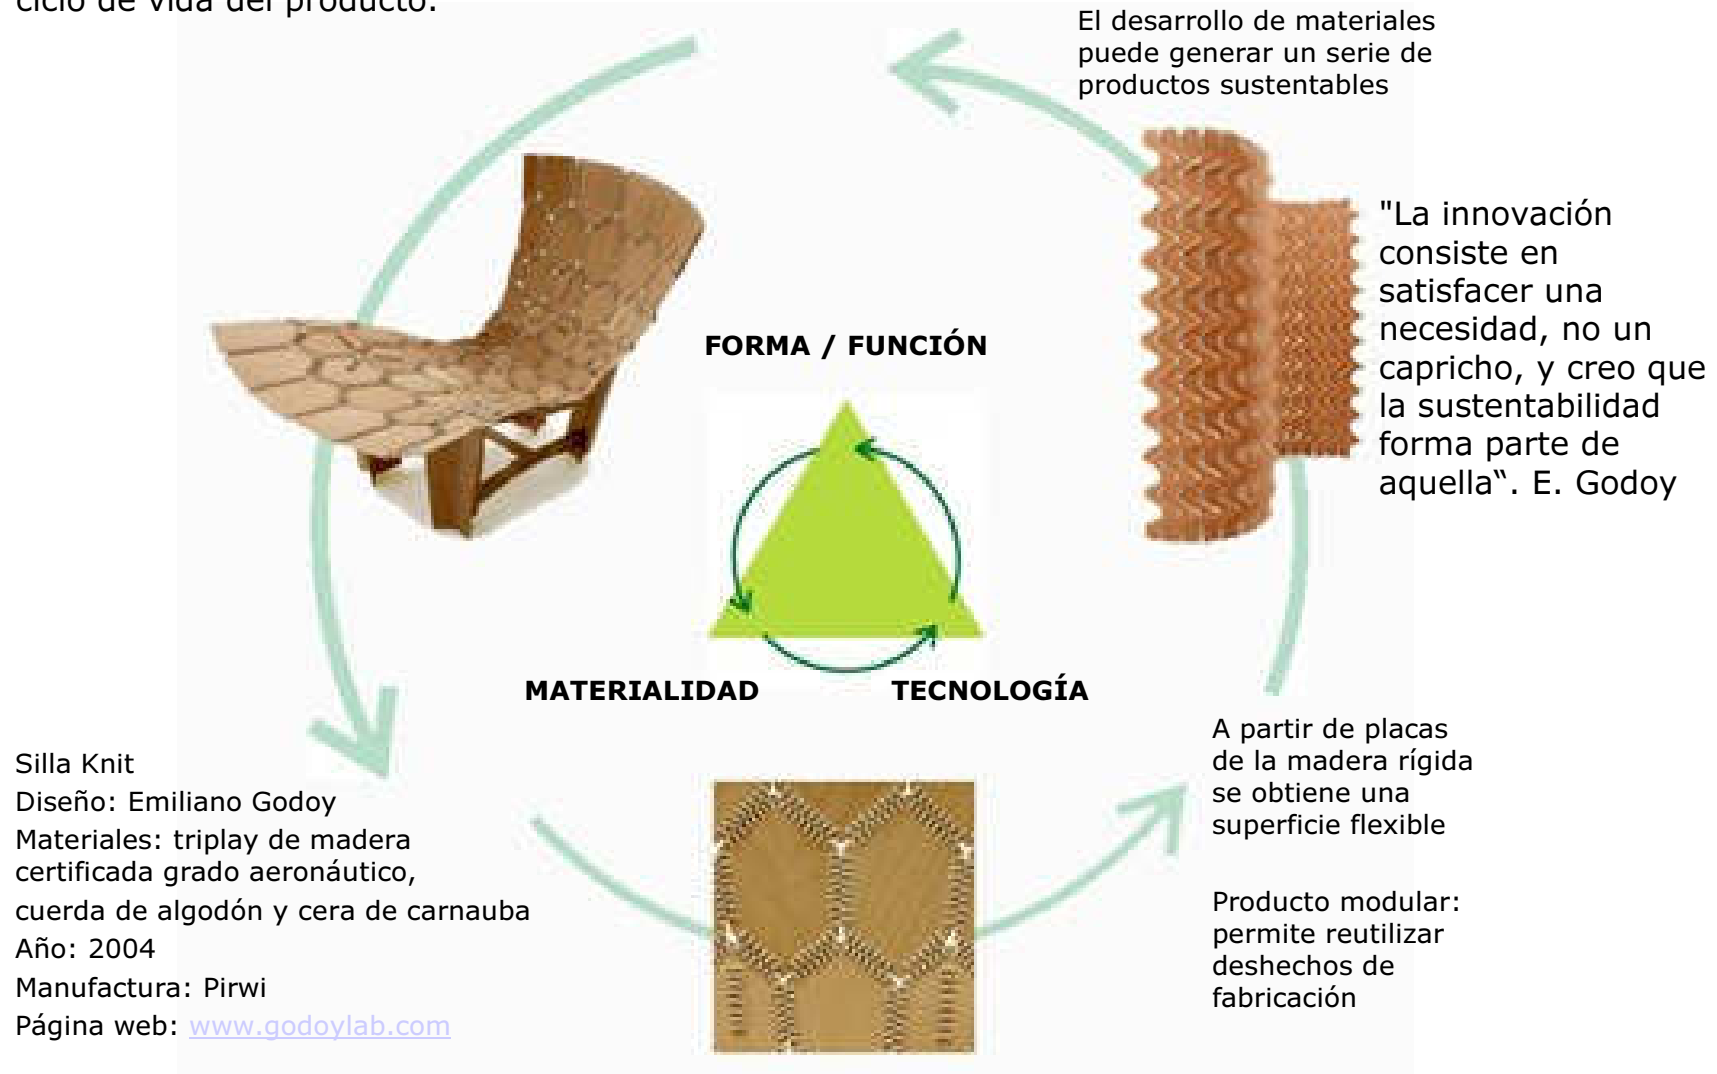 ciclo de vida del producto.
El desarrollo de materiales
puede generar un serie de
productos sustentables
"La innovación
consiste en
satisfacer una
necesidad, no un
capricho, y creo que
la sustentabilidad
forma parte de
aquella“. E. Godoy
FORMA / FUNCIÓN
MATERIALIDAD
TECNOLOGÍA
Silla Knit
Diseño: Emiliano Godoy
Materiales: triplay de madera
certificada grado aeronáutico,
cuerda de algodón y cera de carnauba
Año: 2004
Manufactura: Pirwi
Página web: www.godoylab.com
A partir de placas
de la madera rígida
se obtiene una
superficie flexible
Producto modular:
permite reutilizar
deshechos de
fabricación